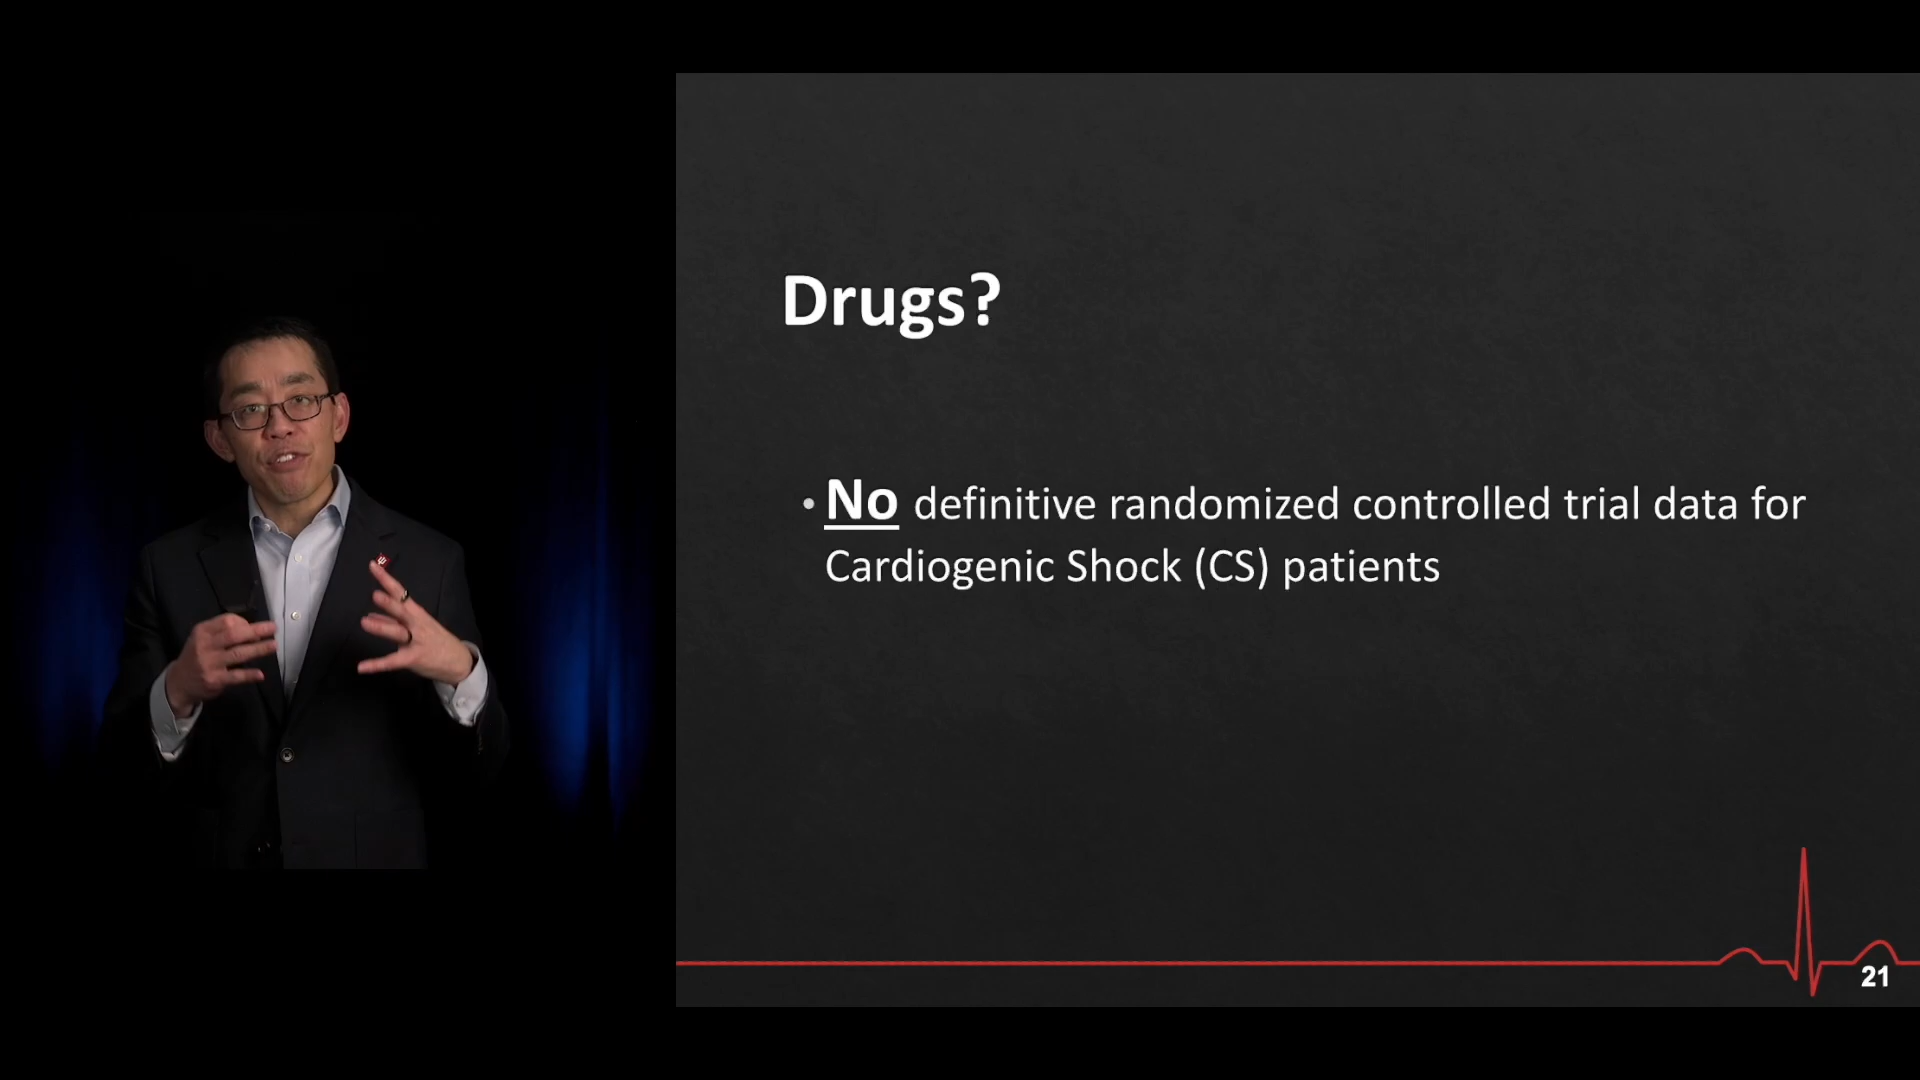 Drugs?
• No definitive randomized controlled trial data for
Cardiogenic Shock (CS) patients
21